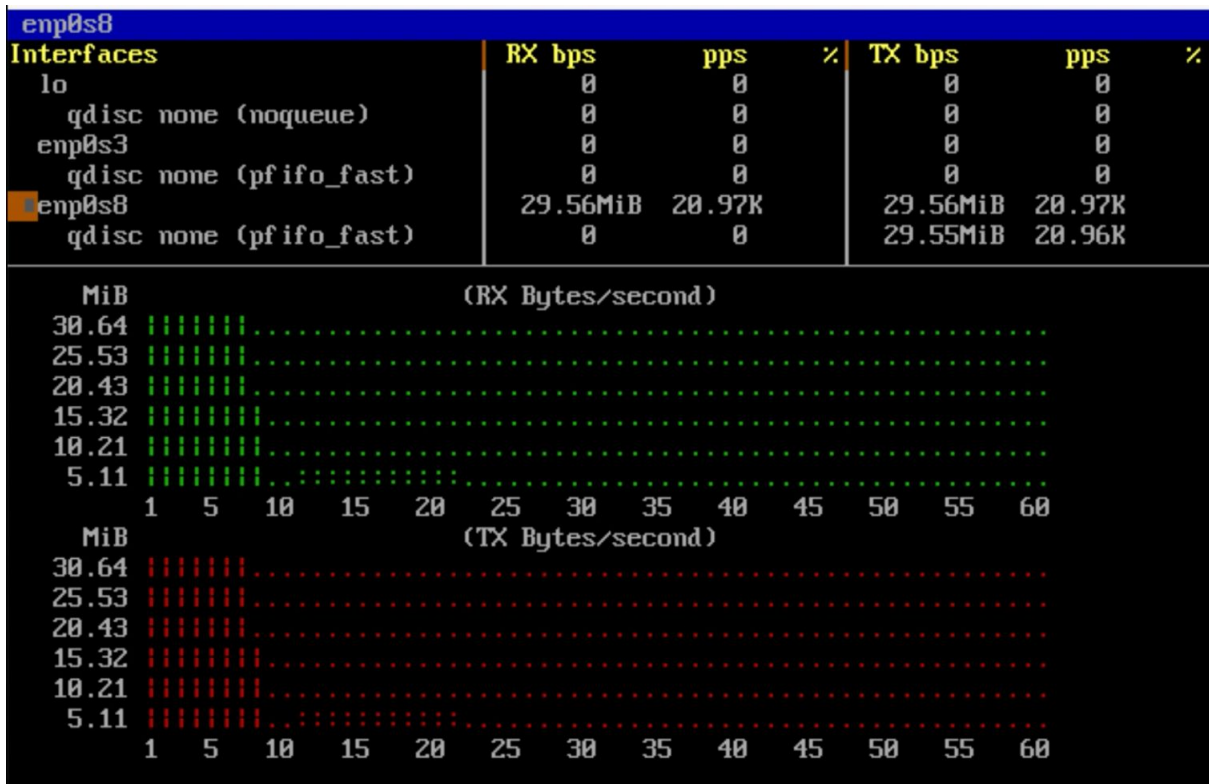 enp0s8
Interfaces RX bps pps % TX bps pps %
lo 0 0 0 0
qdisc none (noqueue) 0 0 0 0
enp0s3 0 0 0 0
qdisc none (pfifo_fast) 0 0 0 0
enp0s8 29.56MiB 20.97K 29.56MiB 20.97K
qdisc none (pfifo_fast) 0 0 29.55MiB 20.96K
MiB (RX Bytes/second)
30.64
25.53
20.43
15.32
10.21
5.11
1 5 10 15 20 25 30 35 40 45 50 55 60
MiB (TX Bytes/second)
30.64
25.53
20.43
15.32
10.21
5.11
1 5 10 15 20 25 30 35 40 45 50 55 60